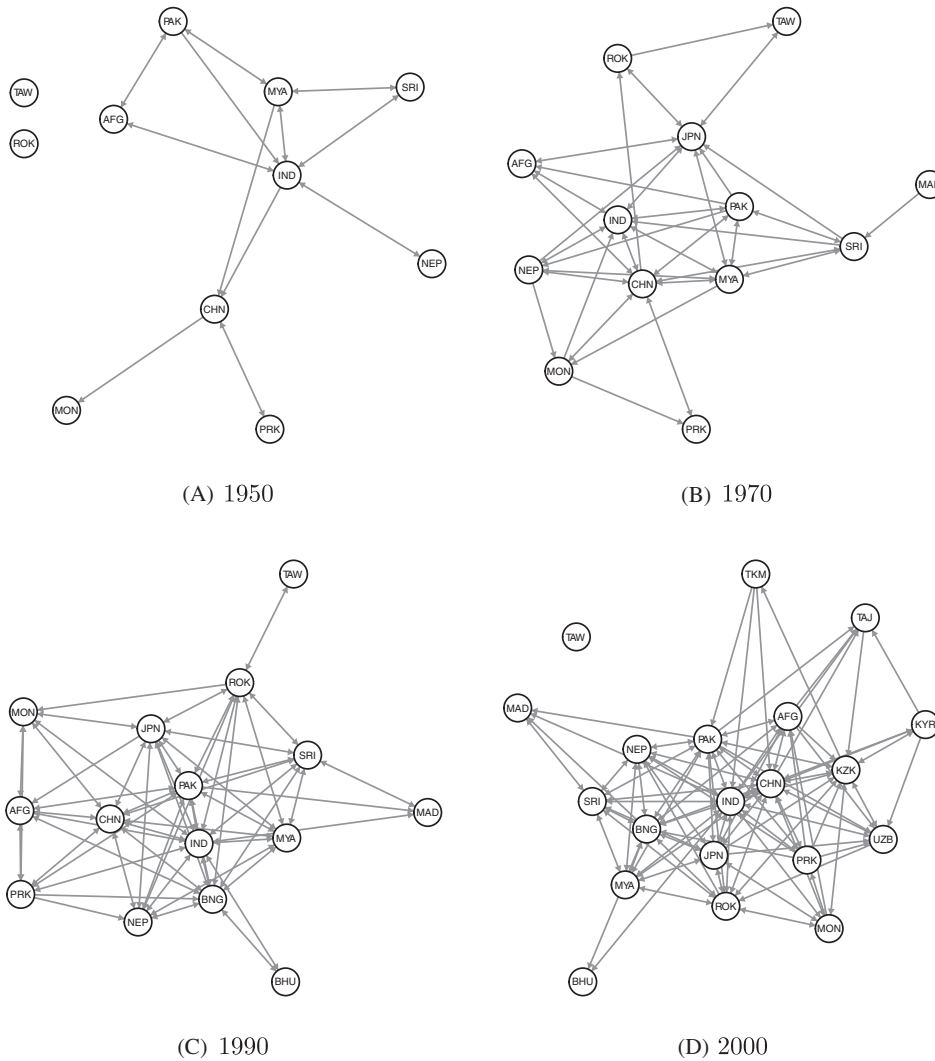 PAK
TAW
MYA
SRI
AFG
ROK
IND
NEP
CHN
MON
PRK
(A) 1950
TAW
ROK
JPN
AFG
MAD
PAK
IND
SRI
NEP
CHN
MYA
MON
PRK
(B) 1970
TAW
ROK
MON
JPN
SRI
PAK
AFG
CHN
MAD
IND
MYA
PRK
BNG
NEP
BHU
(C) 1990
TKM
TAJ
TAW
MAD
AFG
KYR
PAK
NEP
KZK
CHN
SRI
IND
BNG
UZB
JPN
PRK
MYA
ROK
MON
BHU
(D) 2000